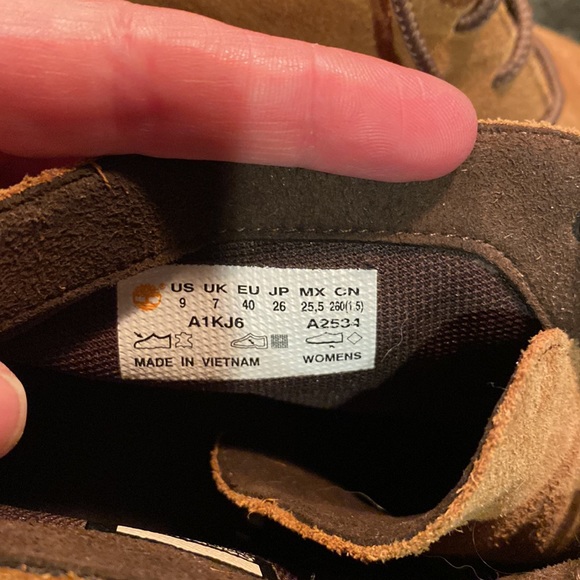 US UK EU JP MX CN
9 7 40 26 25,5 260(1.5)
A1KJ6 A2534
MADE IN VIETNAM WOMENS